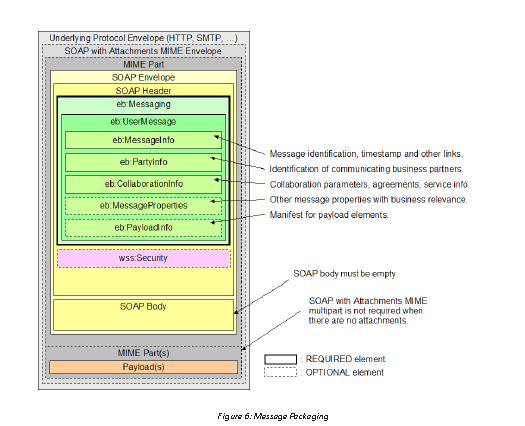 Underlying Protocol Envelope (HTTP, SMTP, ...)
SOAP with Attachments MIME Envelope
MIME Part
SOAP Envelope
SOAP Header
eb:Messaging
eb:UserMessage
eb:MessageInfo
eb:PartyInfo
eb:CollaborationInfo
eb:MessageProperties
eb:PayloadInfo
wss:Security
SOAP Body
MIME Part(s)
Payload(s)
Message identification, timestamp and other links.
Identification of communicating business partners.
Collaboration parameters, agreements, service info.
Other message properties with business relevance.
Manifest for payload elements.
SOAP body must be empty.
SOAP with Attachments MIME
multipart is not required when
there are no attachments.
: REQUIRED element
: OPTIONAL element
Figure 6: Message Packaging